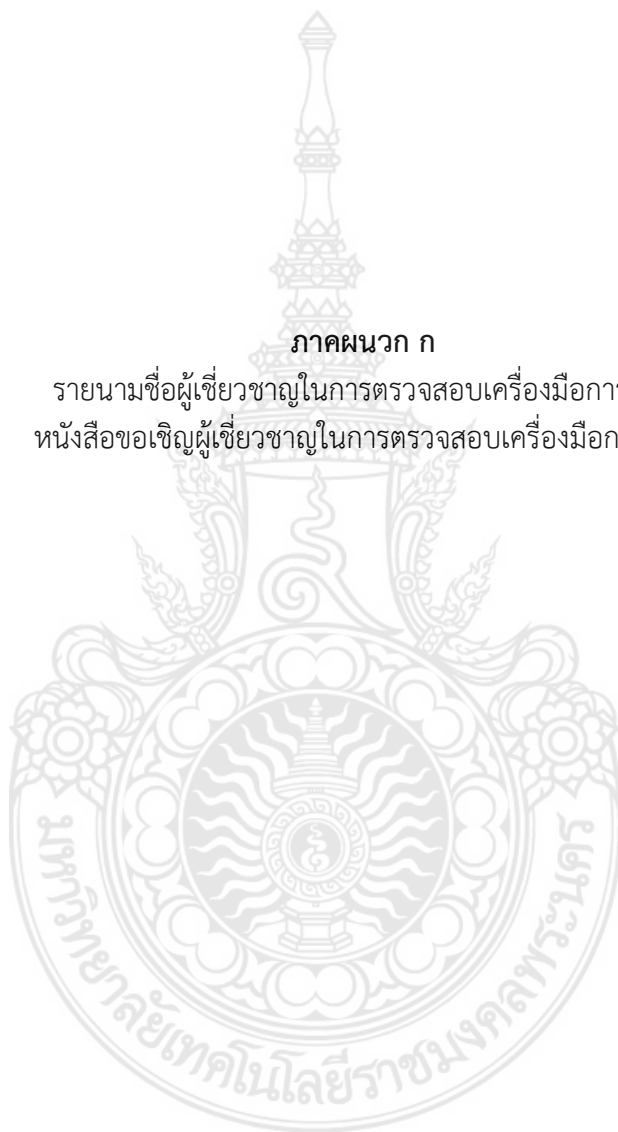 ภาคผนวก ก
รายนามชื่อผู้เชี่ยวชาญในการตรวจสอบเครื่องมือการ
หนังสือขอเชิญผู้เชี่ยวชาญในการตรวจสอบเครื่องมือก
มหาวิทยาลัยเทคโนโลยีราชมงคลพระนคร